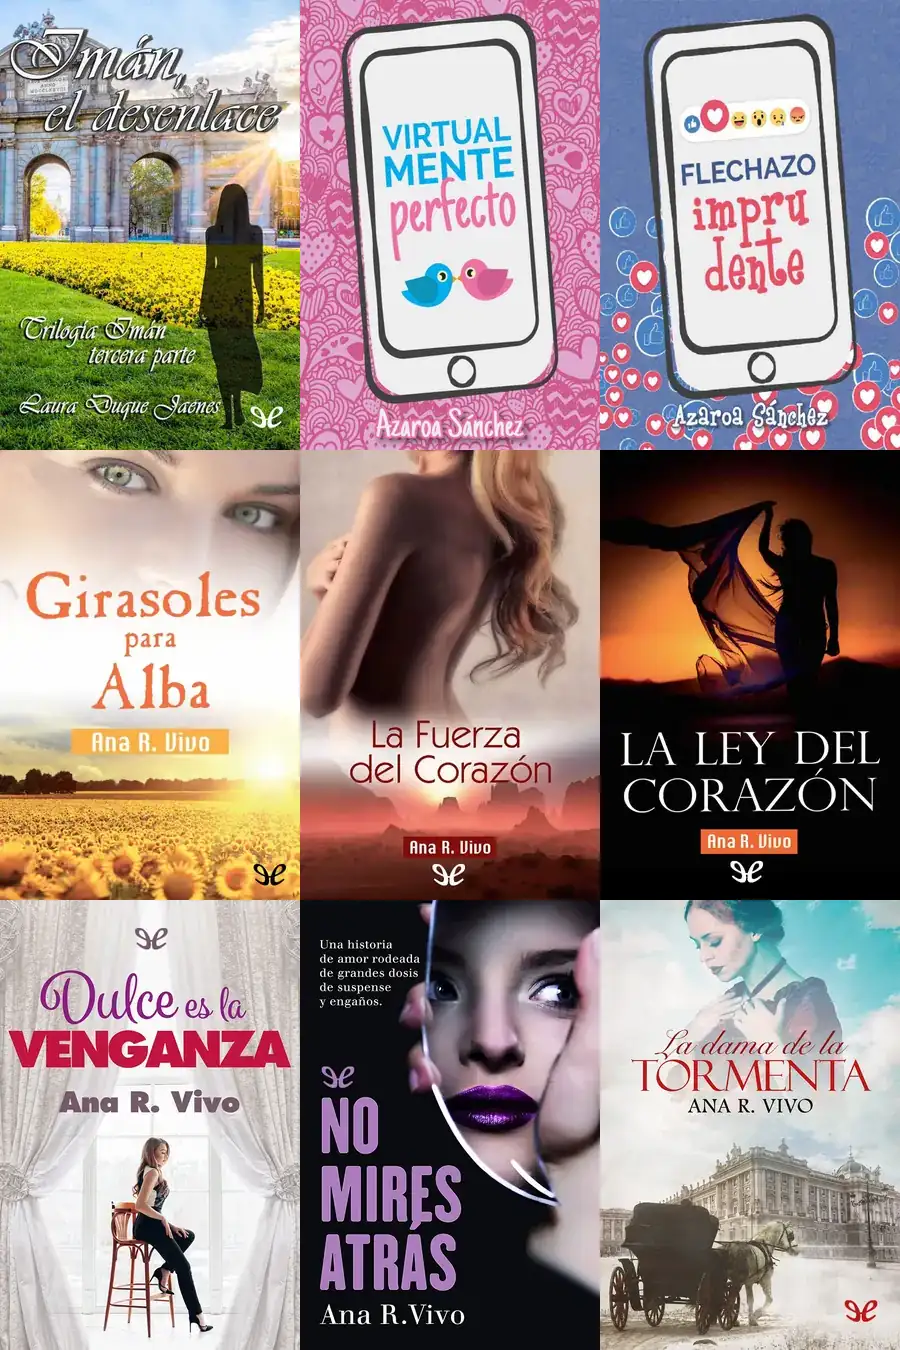 Imán,
el desenlace
Trilogía Imán
tercera parte
Laura Duque Jaenes
VIRTUAL
MENTE
perfecto
Azaroa Sánchez
FLECHAZO
impru
dente
Azaroa Sánchez
Girasoles
para
Alba
Ana R. Vivo
La Fuerza
del Corazón
Ana R. Vivo
LA LEY DEL
CORAZÓN
Ana R. Vivo
Dulce es la
VENGANZA
Ana R. Vivo
Una historia
de amor rodeada
de grandes dosis
de suspense
y engaños.
NO
MIRES
ATRÁS
Ana R. Vivo
La dama de la
TORMENTA
ANA R. VIVO